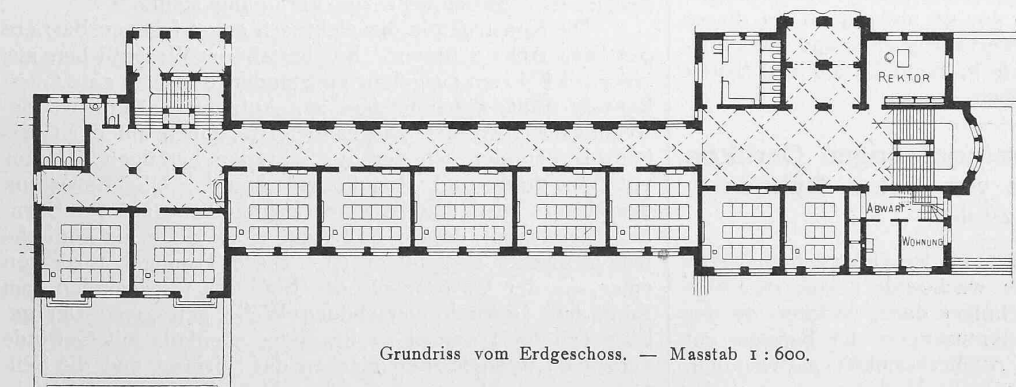 REKTOR
ABWART-
WOHNUNG
Grundriss vom Erdgeschoss. — Masstab 1 : 600.